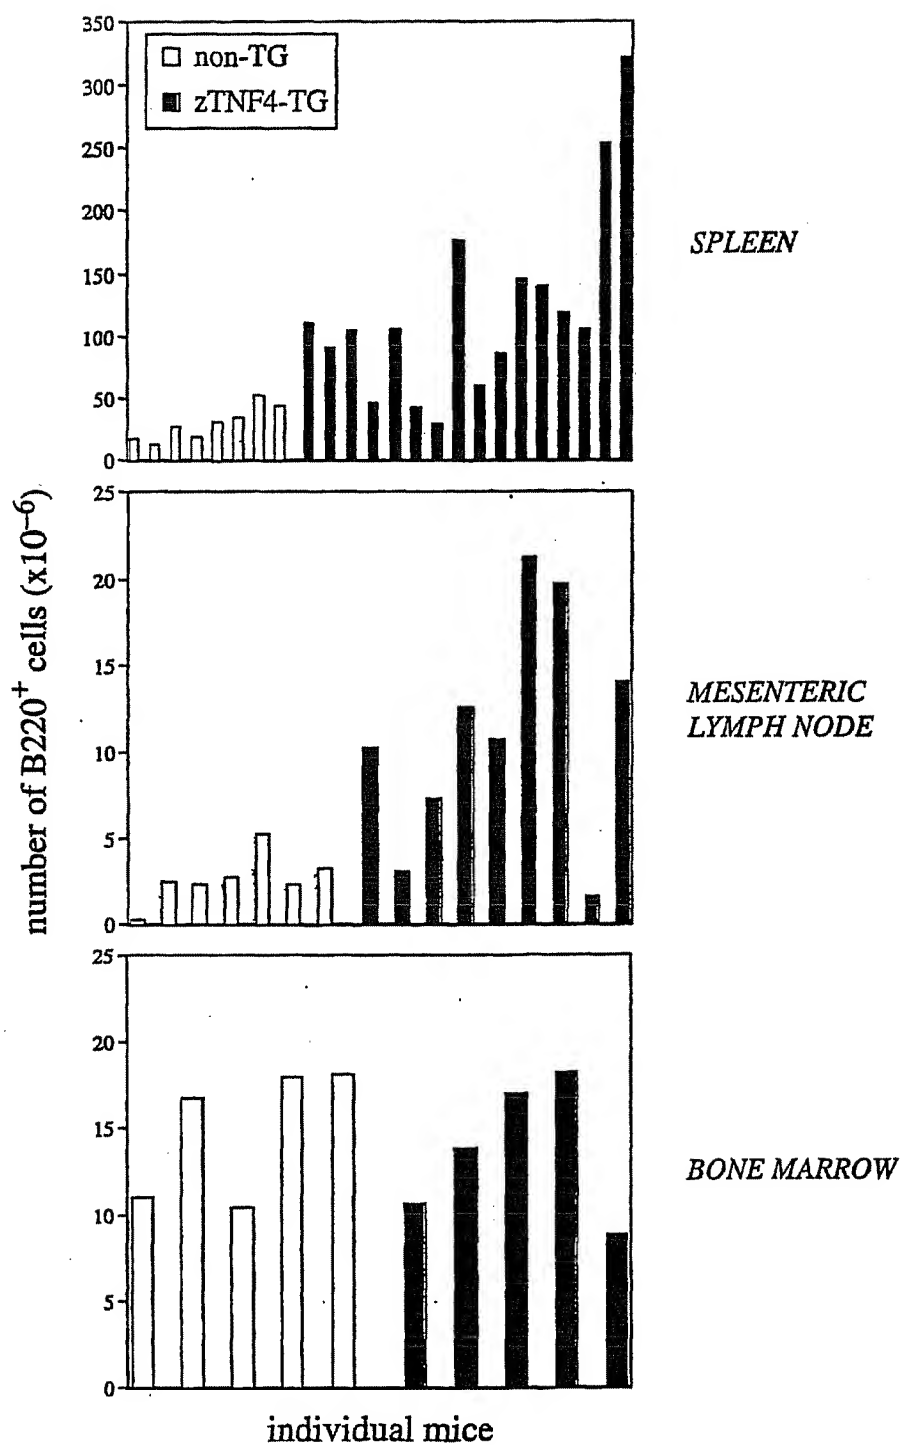 350
300
250
200
150
100
50
0
non-TG
zTNF4-TG
SPLEEN
25
20
15
10
5
0
MESENTERIC
LYMPH NODE
number of B220⁺ cells (x10⁻⁶)
25
20
15
10
5
0
BONE MARROW
individual mice